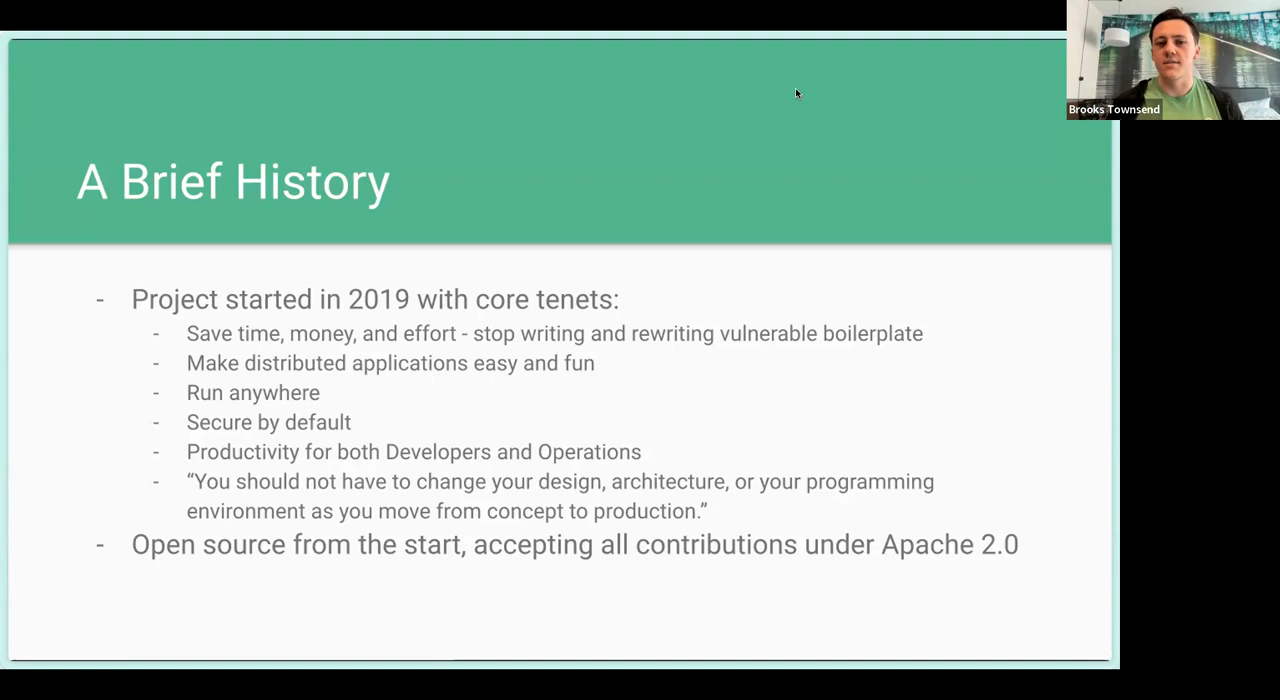 Brooks Townsend
A Brief History
- Project started in 2019 with core tenets:
- Save time, money, and effort - stop writing and rewriting vulnerable boilerplate
- Make distributed applications easy and fun
- Run anywhere
- Secure by default
- Productivity for both Developers and Operations
- “You should not have to change your design, architecture, or your programming
environment as you move from concept to production.”
- Open source from the start, accepting all contributions under Apache 2.0